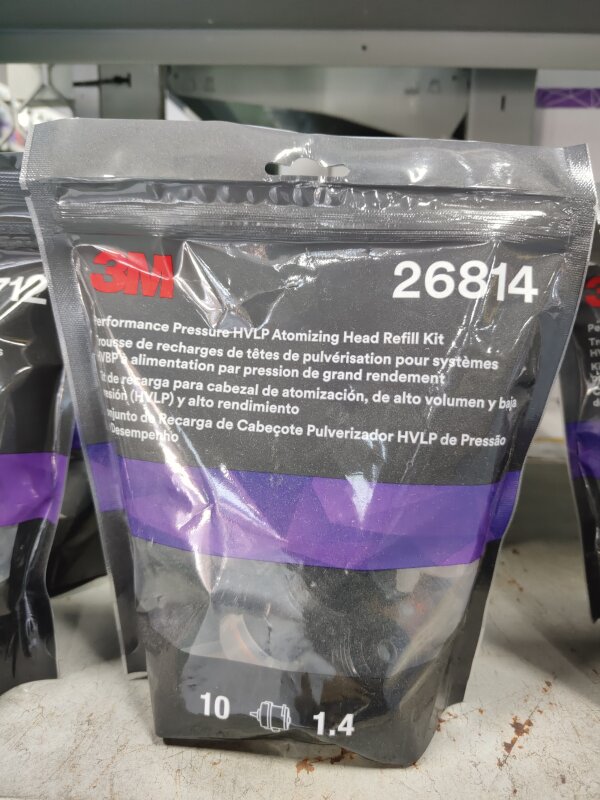 3M
26814
Performance Pressure HVLP Atomizing Head Refill Kit
Trousse de recharges de têtes de pulvérisation pour systèmes
HVBP à alimentation par pression de grand rendement
Kit de recarga para cabezal de atomización, de alto volumen y baja
presión (HVLP) y alto rendimiento
Conjunto de Recarga de Cabeçote Pulverizador HVLP de Pressão
Desempenho
10
1.4
712